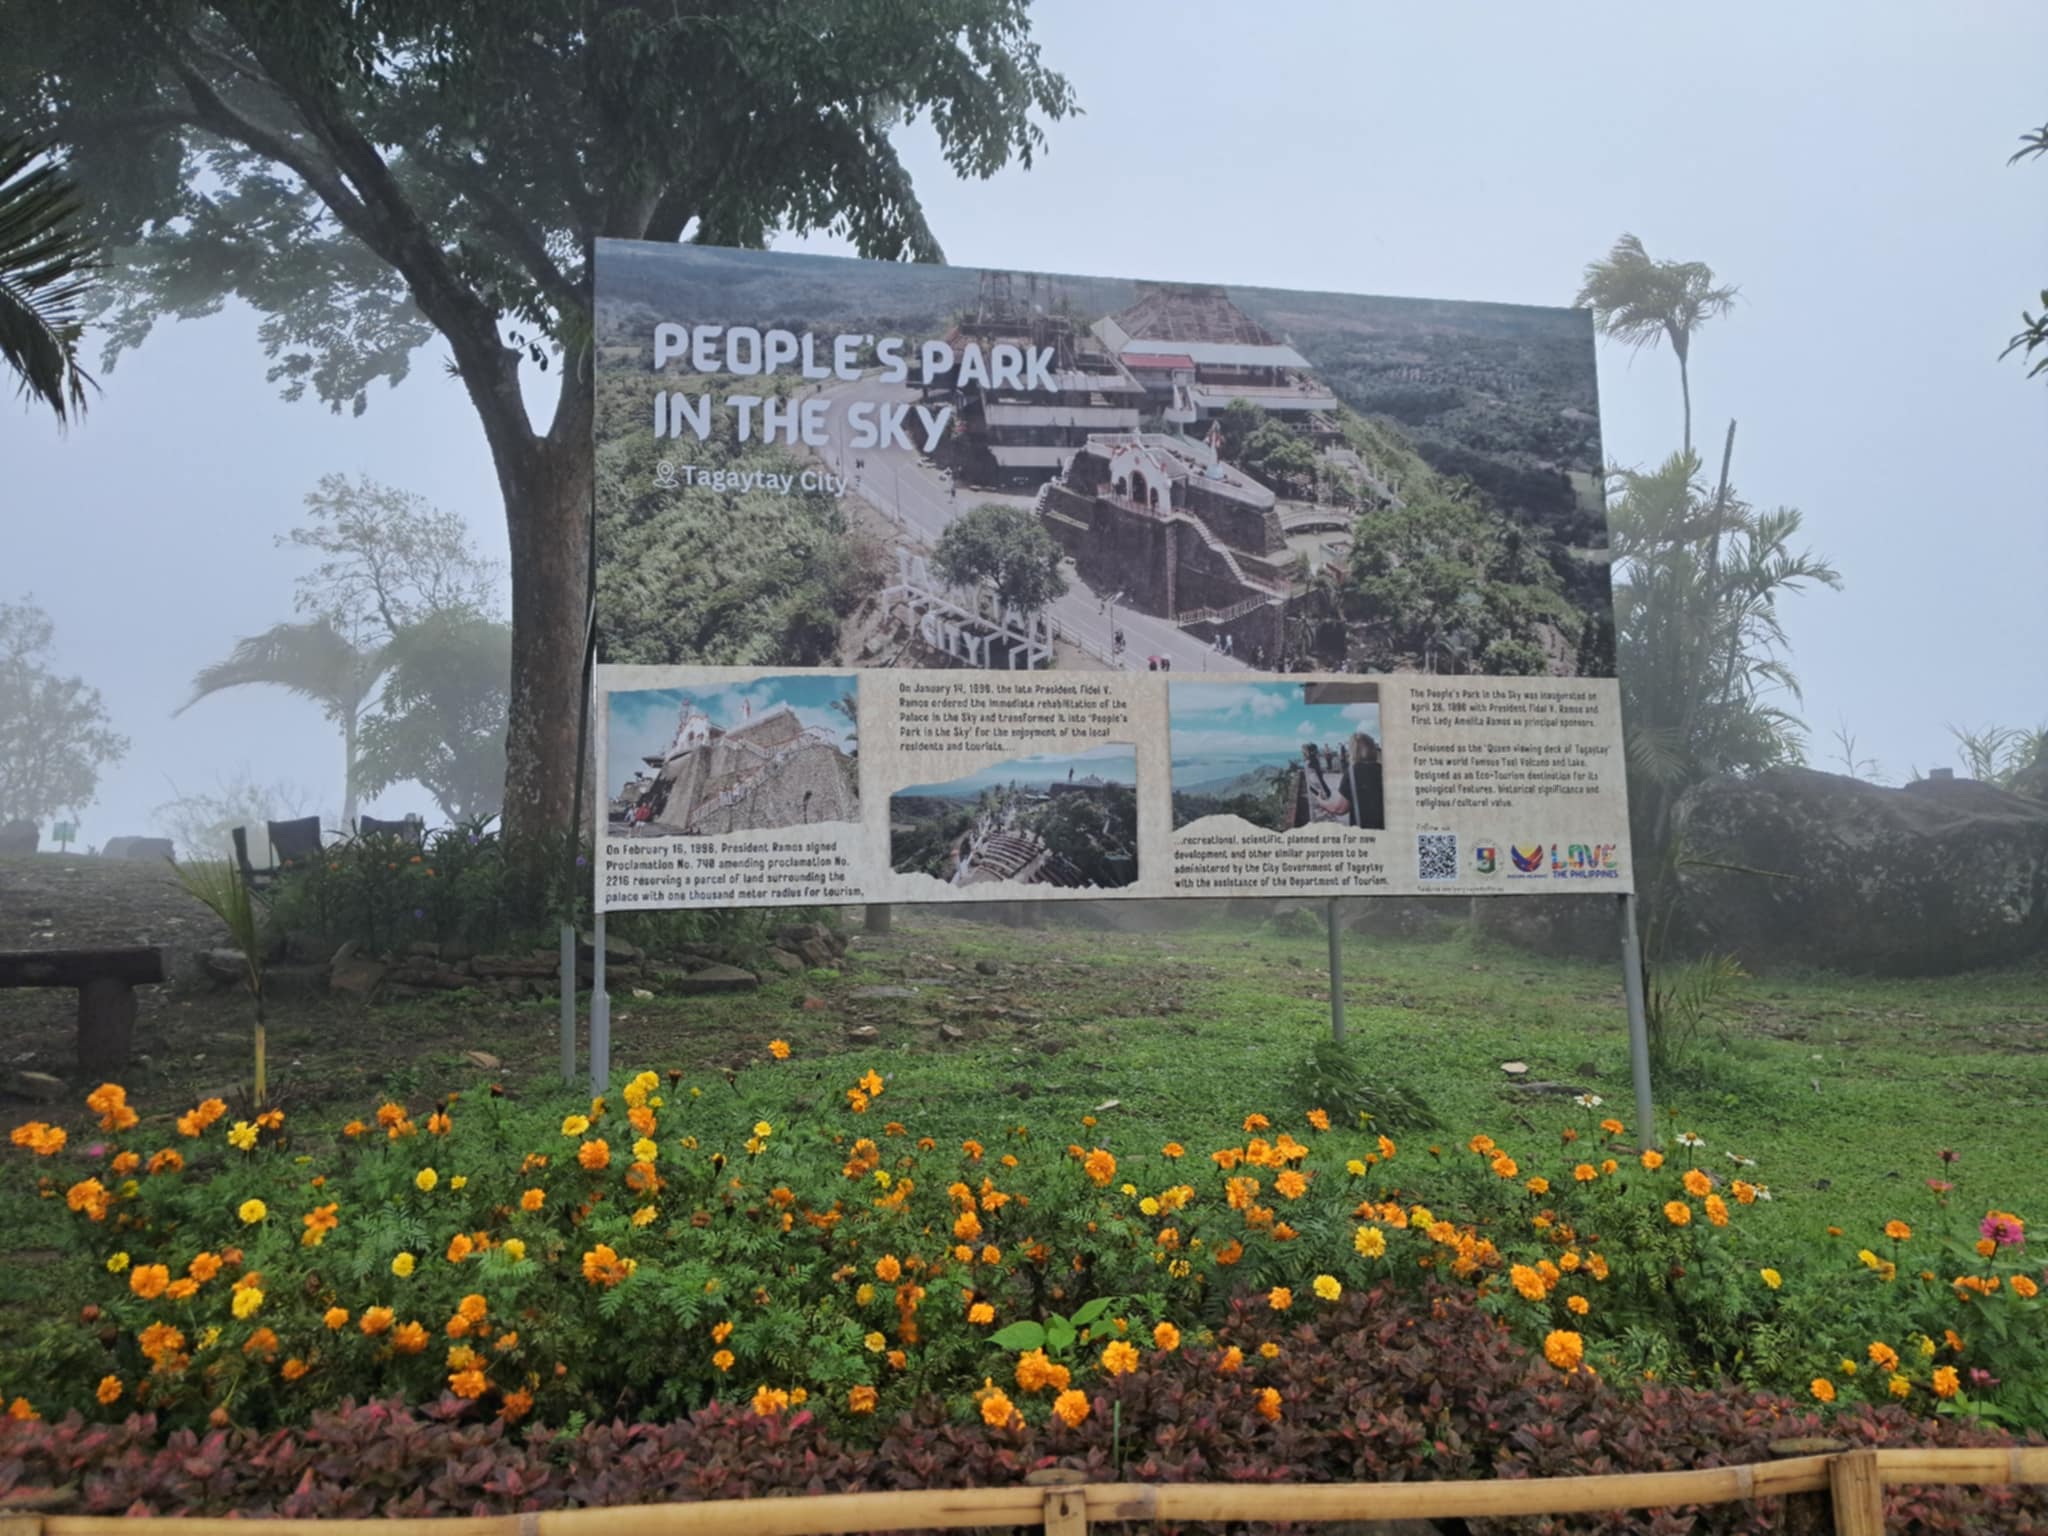 PEOPLE'S PARK
IN THE SKY
Tagaytay City
CITY
On February 16, 1996, President Ramos signed
Proclamation No. 740 amending proclamation No.
2216 reserving a parcel of land surrounding the
palace with one thousand meter radius for tourism,
On January 14, 1996, the late President Fidel V.
Ramos ordered the immediate rehabilitation of the
Palace in the Sky and transformed it into 'People's
Park in the Sky' for the enjoyment of the local
residents and tourists....
...recreational, scientific, planned area for new
development and other similar purposes to be
administered by the City Government of Tagaytay
with the assistance of the Department of Tourism.
The People's Park in the Sky was inaugurated on
April 28, 1996 with President Fidel V. Ramos and
First Lady Amelita Ramos as principal sponsors.
Envisioned as the 'Queen viewing deck of Tagaytay'
for the world famous Taal Volcano and Lake.
Designed as an Eco-Tourism destination for its
geological features, historical significance and
religious/cultural value.
Follow us:
LOVE
THE PHILIPPINES